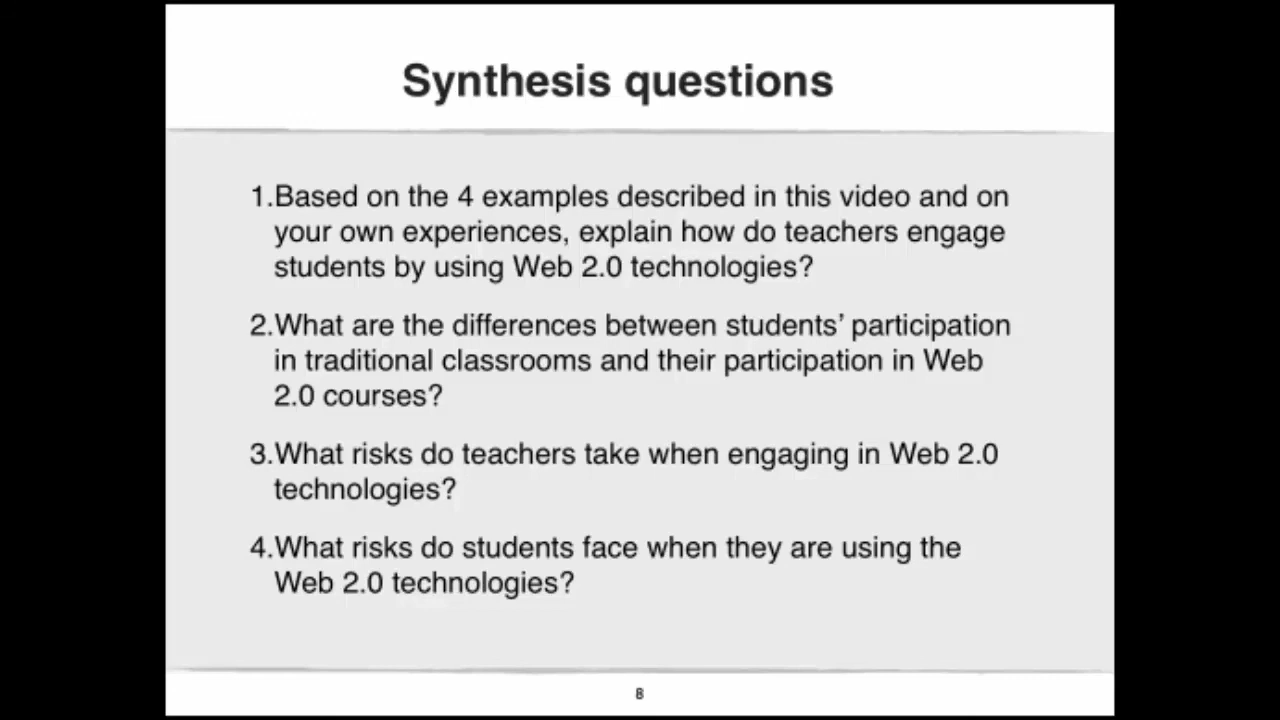 Synthesis questions
1.Based on the 4 examples described in this video and on
your own experiences, explain how do teachers engage
students by using Web 2.0 technologies?
2.What are the differences between students’ participation
in traditional classrooms and their participation in Web
2.0 courses?
3.What risks do teachers take when engaging in Web 2.0
technologies?
4.What risks do students face when they are using the
Web 2.0 technologies?
8